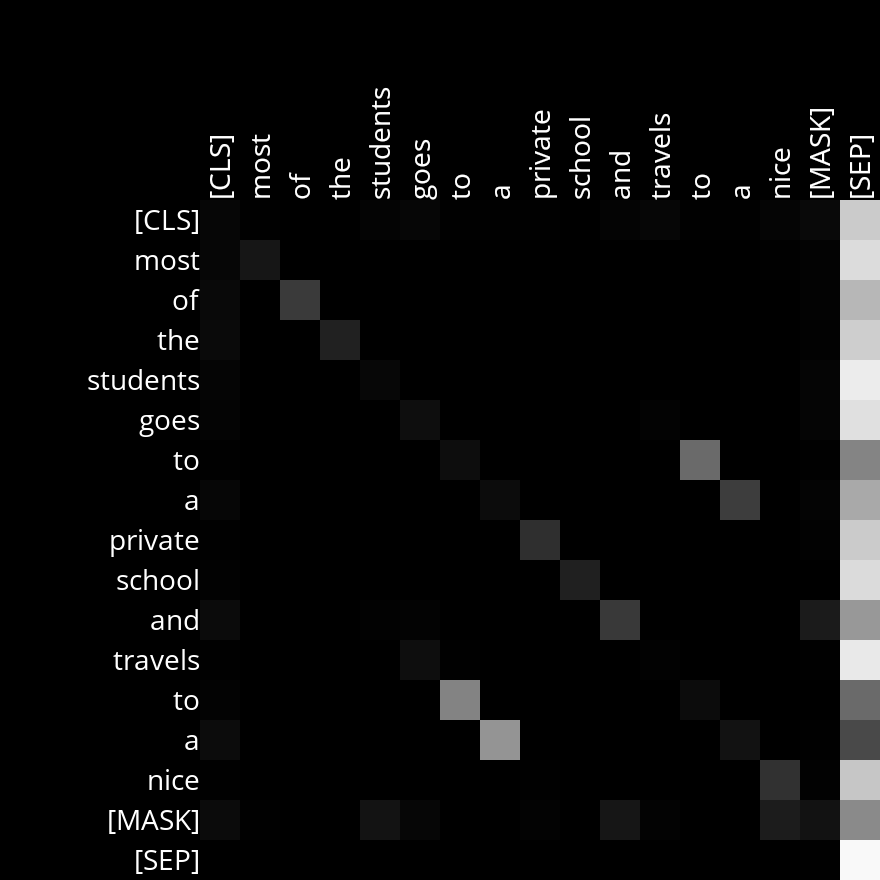 [CLS] most of the students goes to a private school and travels to a nice [MASK] [SEP]
[CLS]
most
of
the
students
goes
to
a
private
school
and
travels
to
a
nice
[MASK]
[SEP]